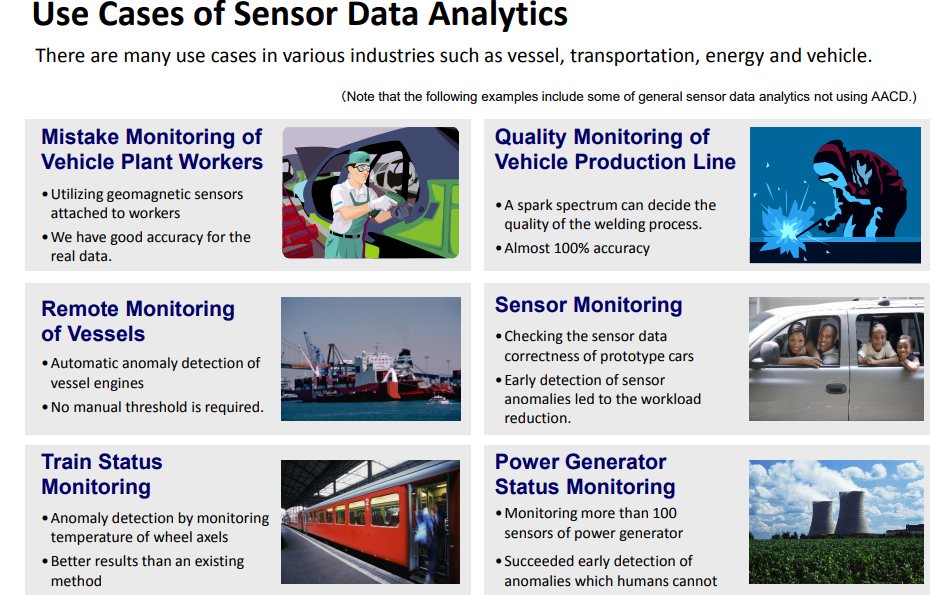 Use Cases of Sensor Data Analytics
There are many use cases in various industries such as vessel, transportation, energy and vehicle.
(Note that the following examples include some of general sensor data analytics not using AACD.)
Mistake Monitoring of
Vehicle Plant Workers
•Utilizing geomagnetic sensors
attached to workers
•We have good accuracy for the
real data.
Quality Monitoring of
Vehicle Production Line
•A spark spectrum can decide the
quality of the welding process.
•Almost 100% accuracy
Remote Monitoring
of Vessels
•Automatic anomaly detection of
vessel engines
•No manual threshold is required.
Sensor Monitoring
•Checking the sensor data
correctness of prototype cars
•Early detection of sensor
anomalies led to the workload
reduction.
Train Status
Monitoring
•Anomaly detection by monitoring
temperature of wheel axels
•Better results than an existing
method
2
Power Generator
Status Monitoring
•Monitoring more than 100
sensors of power generator
•Succeeded early detection of
anomalies which humans cannot